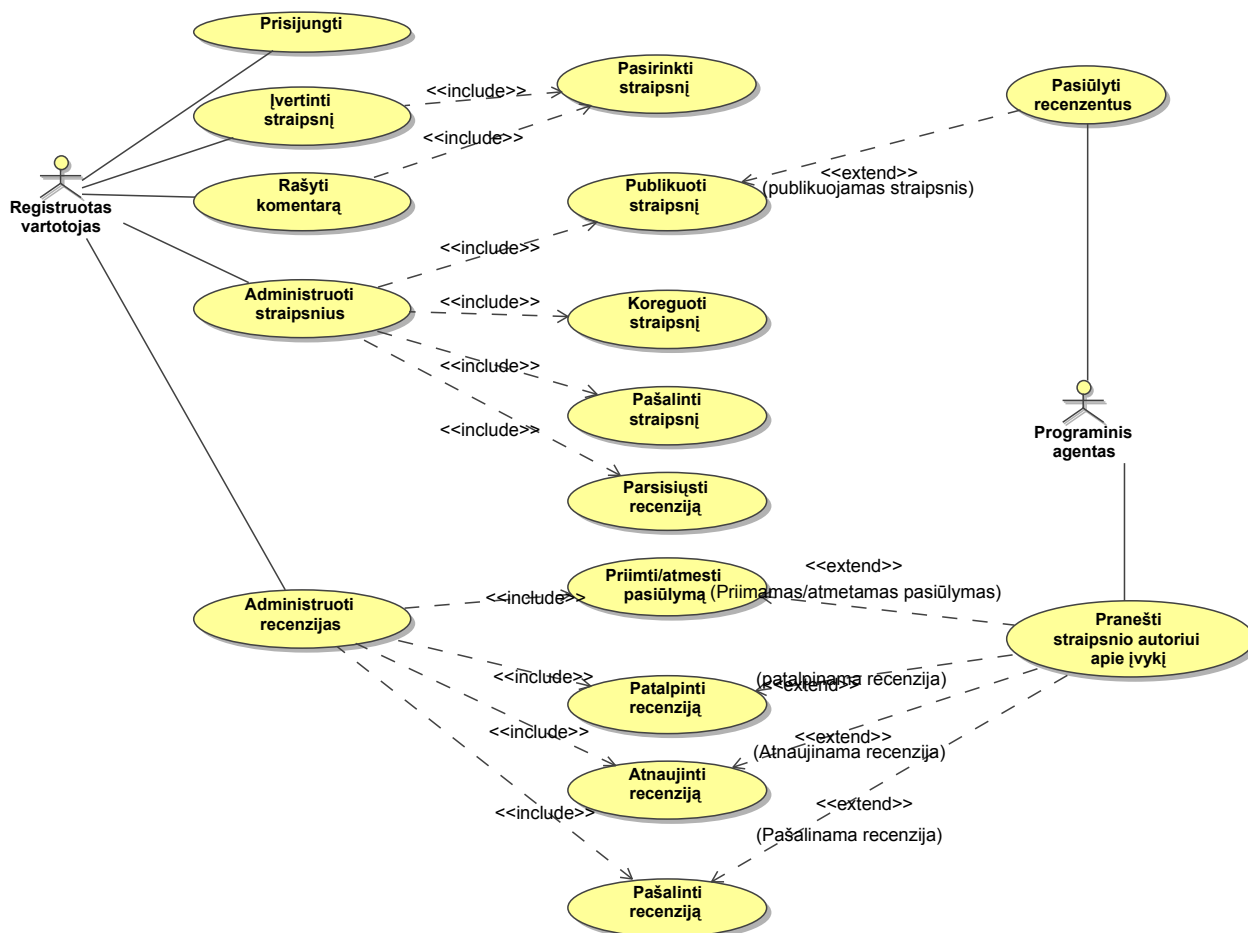 Prisijungti
Įvertinti
straipsnį
<<include>>
Pasirinkti
straipsnį
Pasiūlyti
recenzentus
<<include>>
Rašyti
komentarą
Registruotas
vartotojas
Publikuoti
straipsnį
<<extend>>
(publikuojamas straipsnis)
<<include>>
Administruoti
straipsnius
<<include>>
Koreguoti
straipsnį
<<include>>
Pašalinti
straipsnį
<<include>>
Programinis
agentas
Parsisiųsti
recenziją
Administruoti
recenzijas
<<include>>
Priimti/atmesti
pasiūlymą
<<extend>>
(Priimamas/atmetamas pasiūlymas)
Pranešti
straipsnio autoriui
apie įvykį
<<include>>
Patalpinti
recenziją
(patalpinama recenzija)
<<extend>>
<<include>>
Atnaujinti
recenziją
<<extend>>
(Atnaujinama recenzija)
<<include>>
<<extend>>
(Pašalinama recenzija)
Pašalinti
recenziją